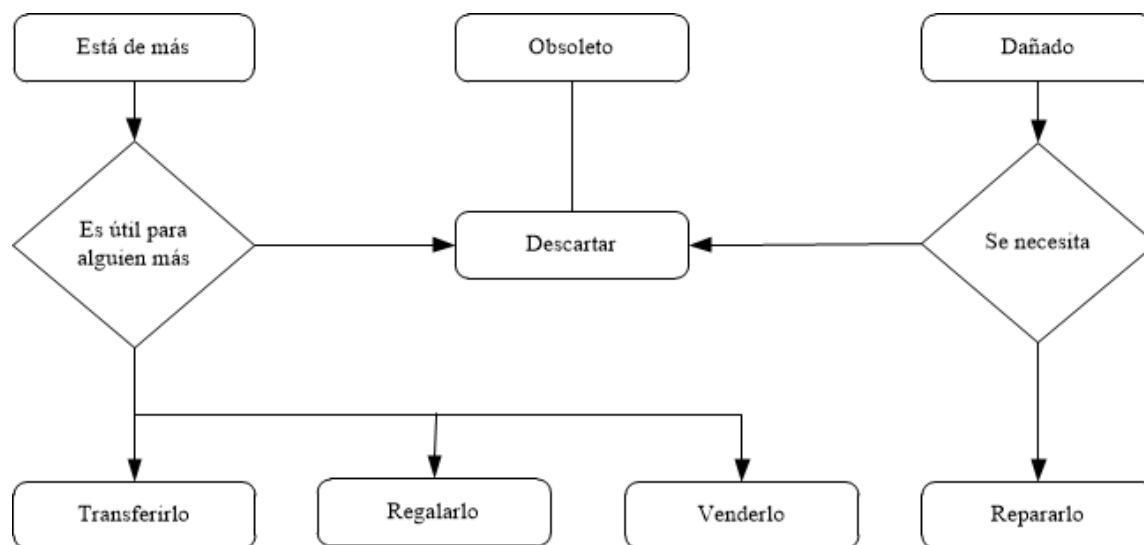 Está de más
Obsoleto
Dañado
Es útil para
alguien más
Descartar
Se necesita
Transferirlo
Regalarlo
Venderlo
Repararlo